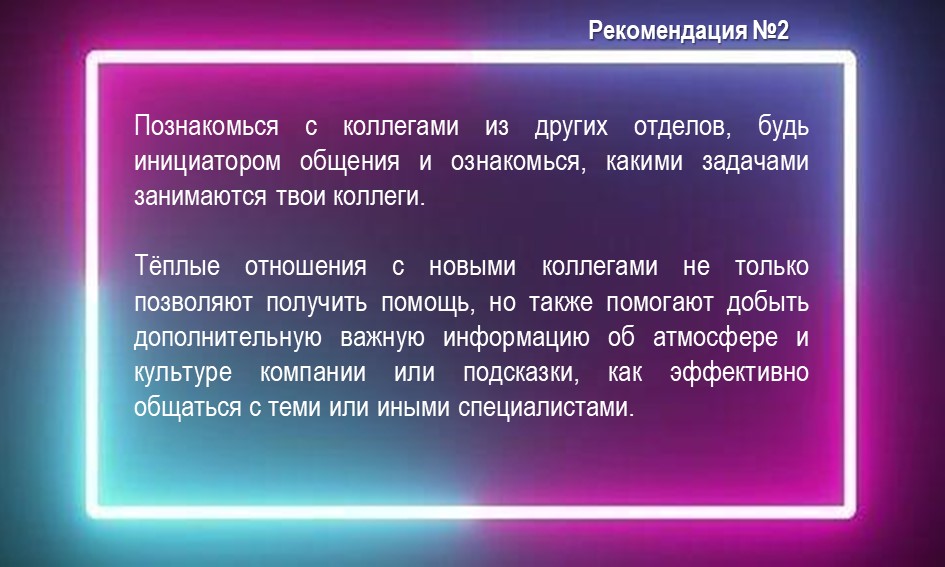 Рекомендация №2
Познакомься с коллегами из других отделов, будь
инициатором общения и ознакомься, какими задачами
занимаются твои коллеги.
Тёплые отношения с новыми коллегами не только
позволяют получить помощь, но также помогают добыть
дополнительную важную информацию об атмосфере и
культуре компании или подсказки, как эффективно
общаться с теми или иными специалистами.